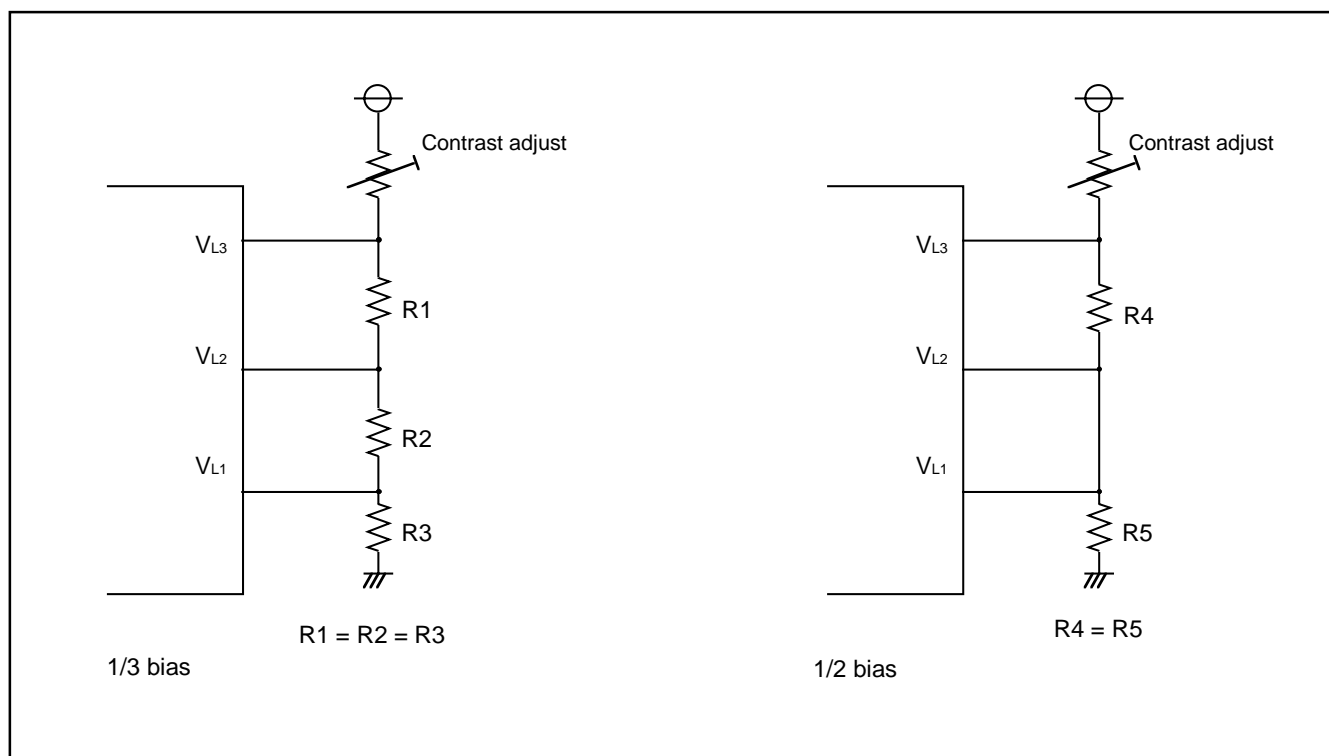 Contrast adjust
VL3
R1
VL2
R2
VL1
R3
R1 = R2 = R3
1/3 bias
Contrast adjust
VL3
R4
VL2
VL1
R5
R4 = R5
1/2 bias